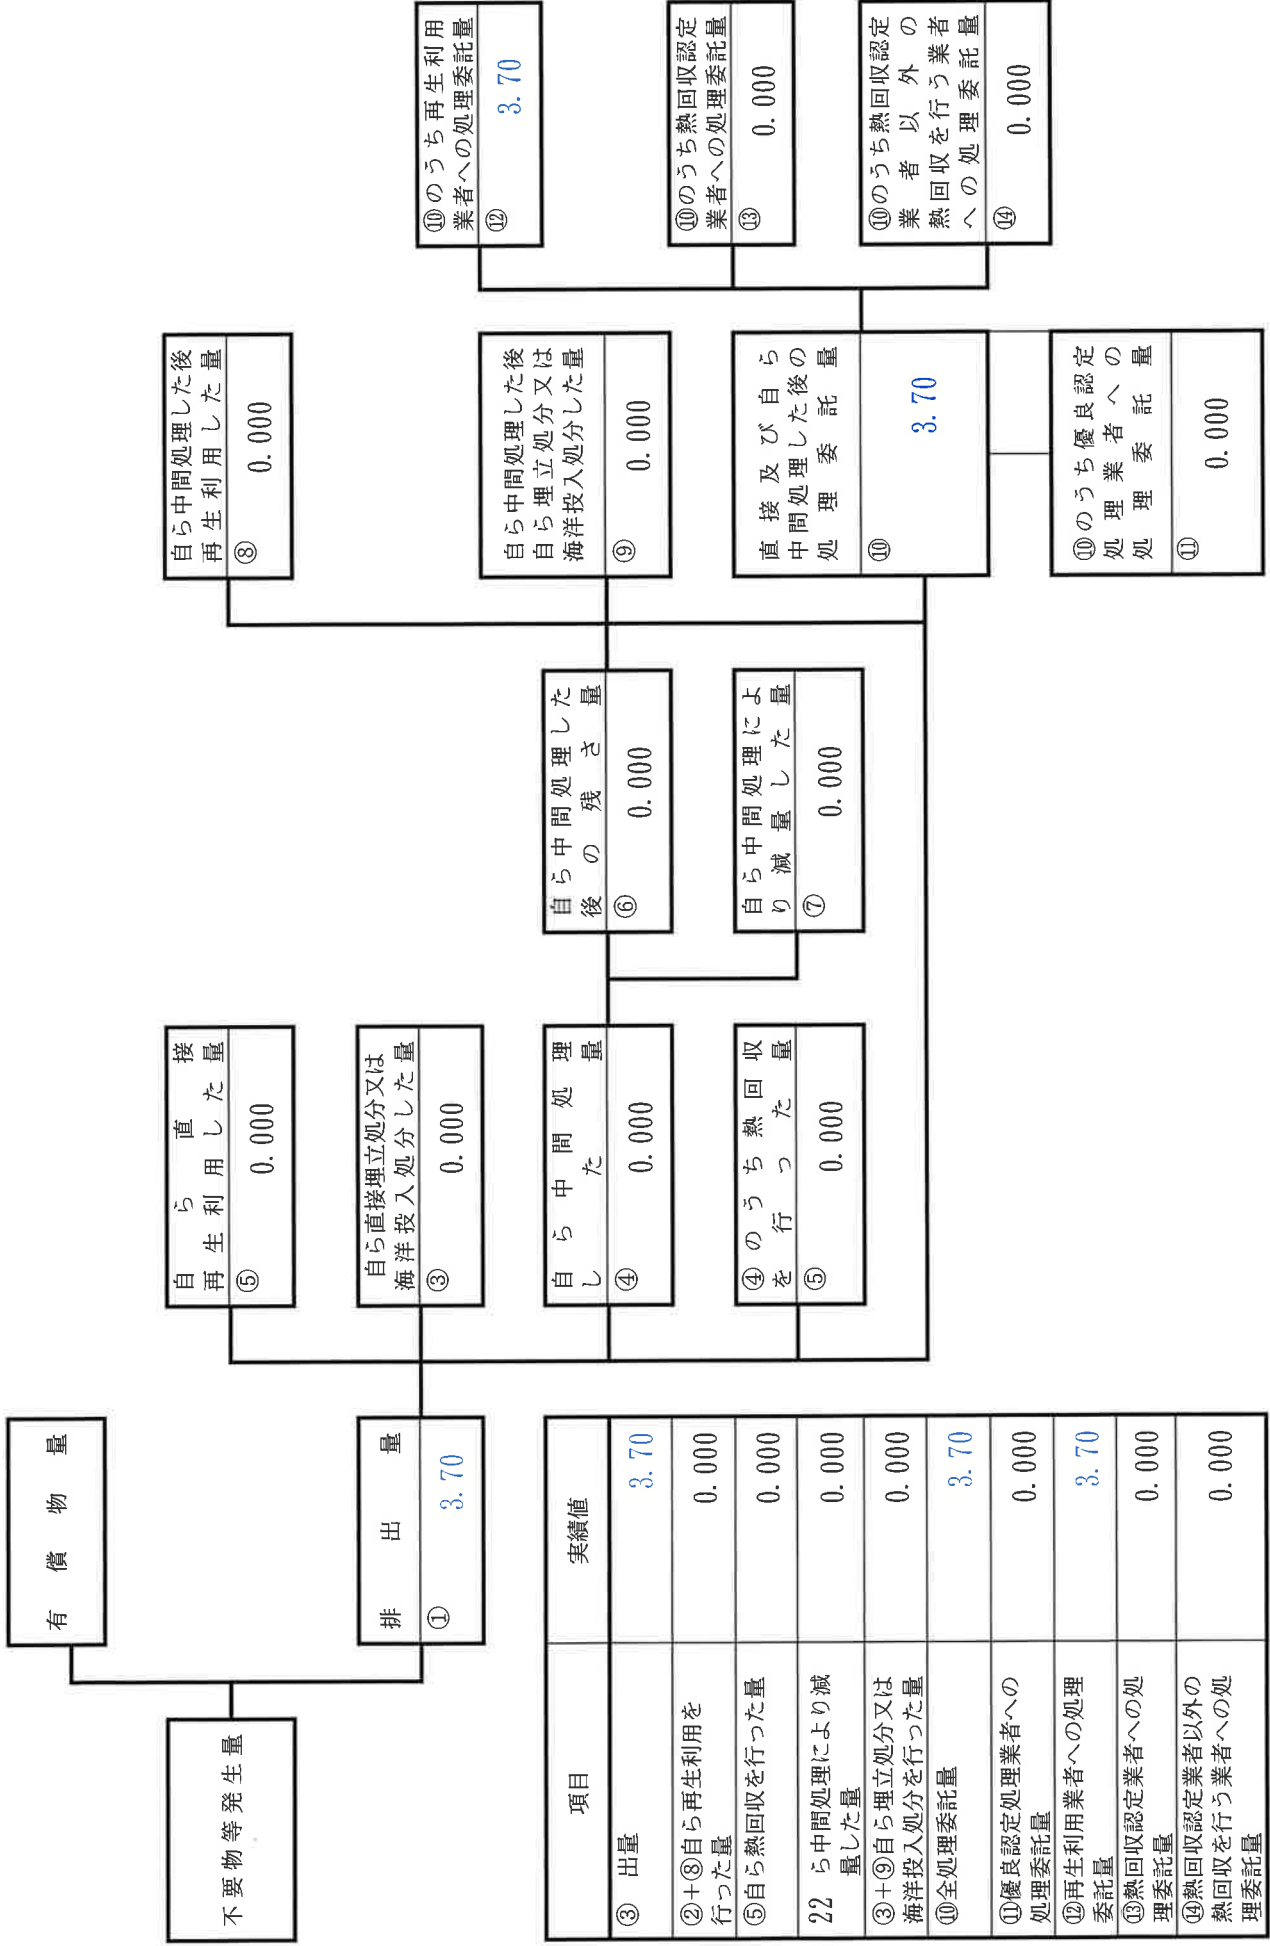 不要物等発生量
有償物量
排出量
①
3.70
自ら直接
再生利用した量
⑤
0.000
自ら直接埋立処分又は
海洋投入処分した量
③
0.000
自ら中間処理
した量
④
0.000
④のうち熱回収
を行った量
⑤
0.000
自ら中間処理した
後の残さ量
⑥
0.000
自ら中間処理によ
り減量した量
⑦
0.000
自ら中間処理した後
再生利用した量
⑧
0.000
自ら中間処理した後
自ら埋立処分又は
海洋投入処分した量
⑨
0.000
直接及び自ら
中間処理した後の
処理委託量
⑩
3.70
⑩のうち優良認定
処理業者への
処理委託量
⑪
0.000
⑩のうち再生利用
業者への処理委託量
⑫
3.70
⑩のうち熱回収認定
業者への処理委託量
⑬
0.000
⑩のうち熱回収認定
業者以外の
熱回収を行う業者
への処理委託量
⑭
0.000
項目 実績値
③ 出量 3.70
②+⑧自ら再生利用を
行った量 0.000
⑤自ら熱回収を行った量 0.000
22 ら中間処理により減
量した量 0.000
③+⑨自ら埋立処分又は
海洋投入処分を行った量 0.000
⑩全処理委託量 3.70
⑪優良認定処理業者への
処理委託量 0.000
⑫再生利用業者への処理
委託量 3.70
⑬熱回収認定業者への処
理委託量 0.000
⑭熱回収認定業者以外の
熱回収を行う業者への処
理委託量 0.000